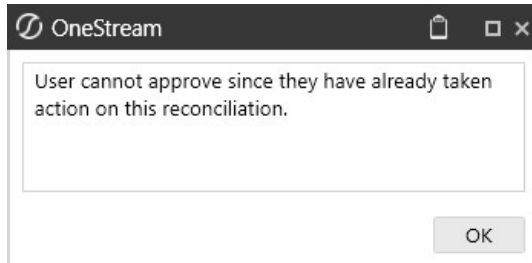 OneStream
User cannot approve since they have already taken
action on this reconciliation.
OK